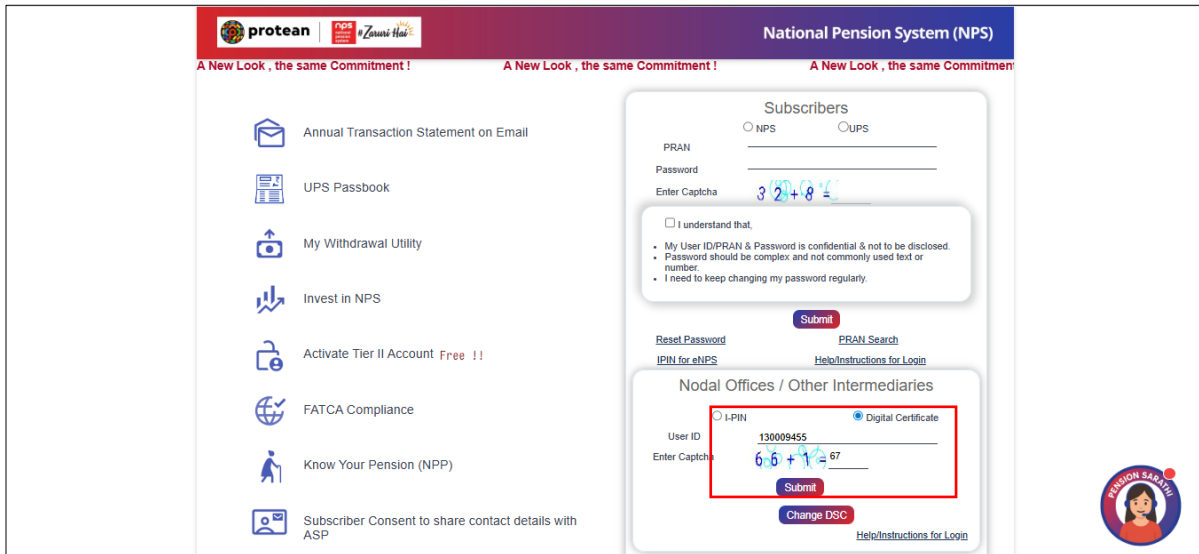 protean
nps
national
pension
system
#Zaruri Hai
National Pension System (NPS)
A New Look , the same Commitment ! A New Look , the same Commitment ! A New Look , the same Commitment
Annual Transaction Statement on Email
UPS Passbook
My Withdrawal Utility
Invest in NPS
Activate Tier II Account Free !!
FATCA Compliance
Know Your Pension (NPP)
Subscriber Consent to share contact details with
ASP
Subscribers
NPS UPS
PRAN
Password
Enter Captcha 3 2 + 8 =
I understand that,
• My User ID/PRAN & Password is confidential & not to be disclosed.
• Password should be complex and not commonly used text or
number.
• I need to keep changing my password regularly.
Submit
Reset Password PRAN Search
IPIN for eNPS Help/Instructions for Login
Nodal Offices / Other Intermediaries
I-PIN Digital Certificate
User ID 130009455
Enter Captcha 6 6 + 1 = 67
Submit
Change DSC
Help/Instructions for Login
PENSION SARATHI